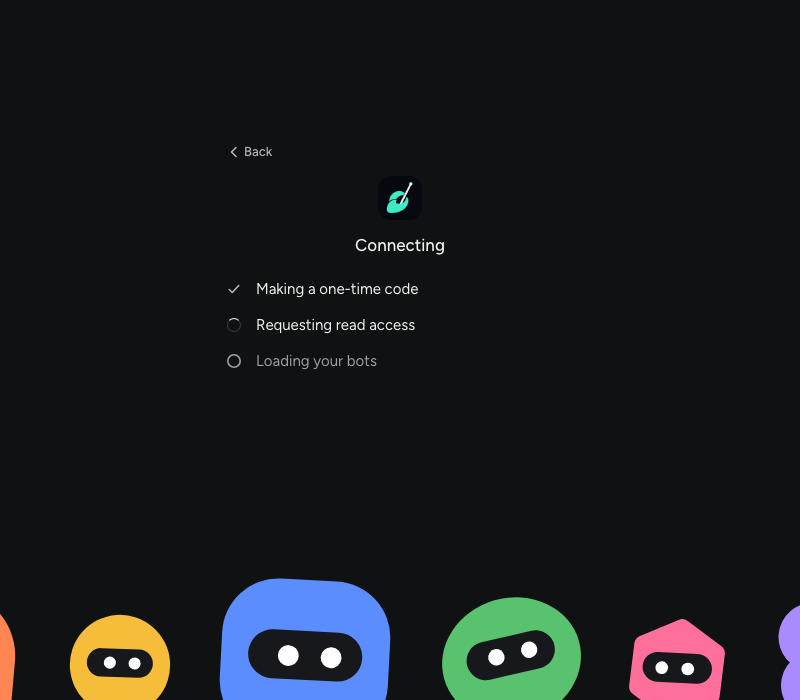 Back
Connecting
Making a one-time code
Requesting read access
Loading your bots